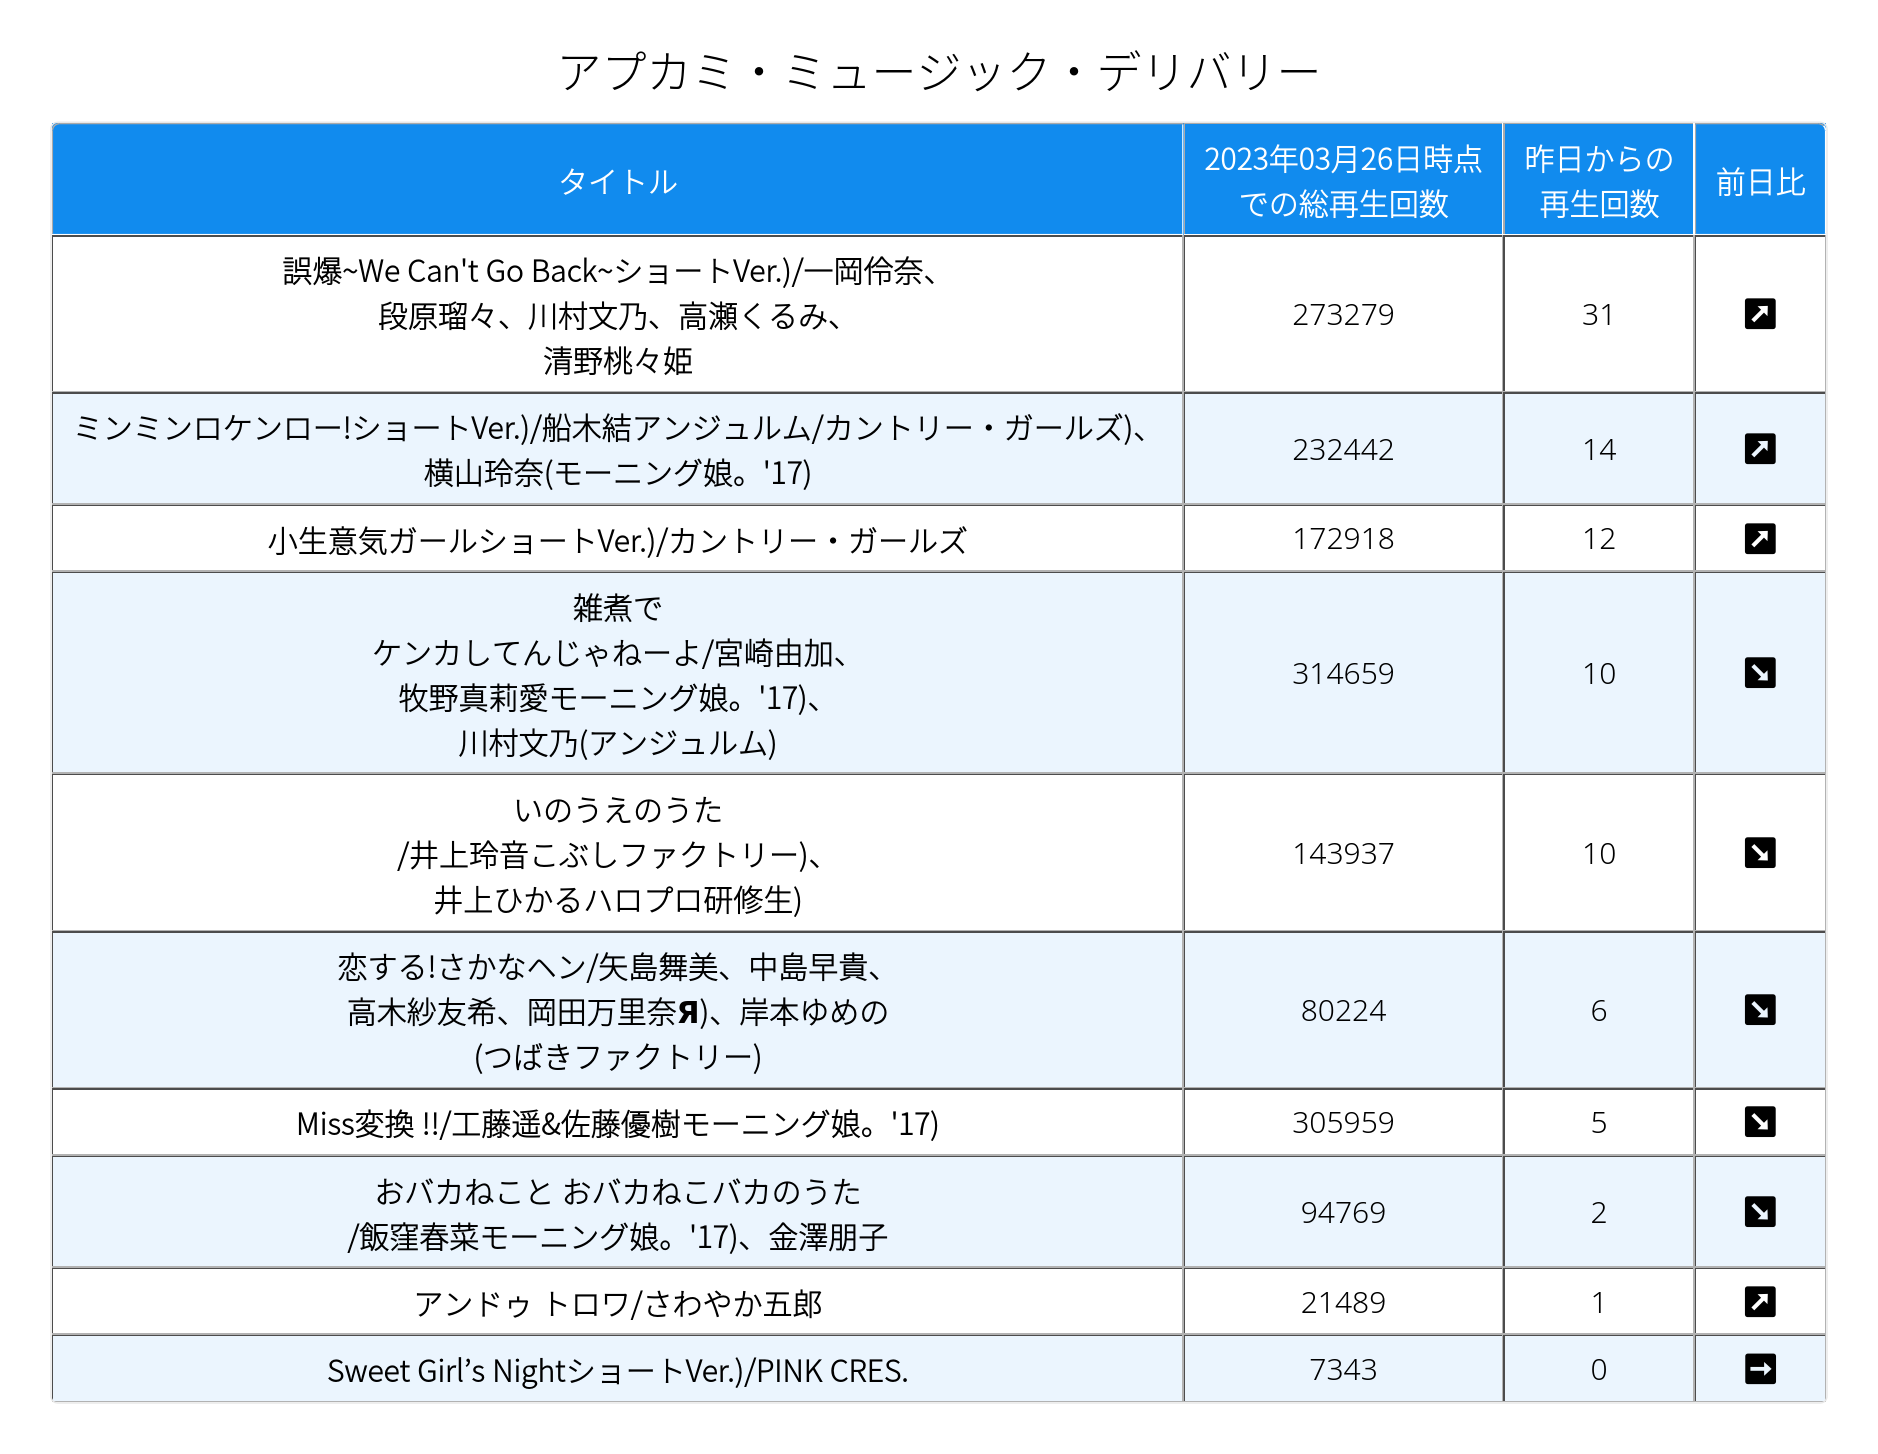 アプカミ・ミュージック・デリバリー
タイトル
2023年03月26日時点
での総再生回数
昨日からの
再生回数
前日比
誤爆~We Can't Go Back~ショートVer.)/一岡伶奈、
段原瑠々、川村文乃、高瀬くるみ、
清野桃々姫
273279
31
ミンミンロケンロー!ショートVer.)/船木結アンジュルム/カントリー・ガールズ)、
横山玲奈(モーニング娘。'17)
232442
14
小生意気ガールショートVer.)/カントリー・ガールズ
172918
12
雑煮で
ケンカしてんじゃねーよ/宮崎由加、
牧野真莉愛モーニング娘。'17)、
川村文乃(アンジュルム)
314659
10
いのうえのうた
/井上玲音こぶしファクトリー)、
井上ひかるハロプロ研修生)
143937
10
恋する!さかなヘン/矢島舞美、中島早貴、
高木紗友希、岡田万里奈Я)、岸本ゆめの
(つばきファクトリー)
80224
6
Miss変換 !!/工藤遥&佐藤優樹モーニング娘。'17)
305959
5
おバカねこと おバカねこバカのうた
/飯窪春菜モーニング娘。'17)、金澤朋子
94769
2
アンドゥ トロワ/さわやか五郎
21489
1
Sweet Girl’s NightショートVer.)/PINK CRES.
7343
0